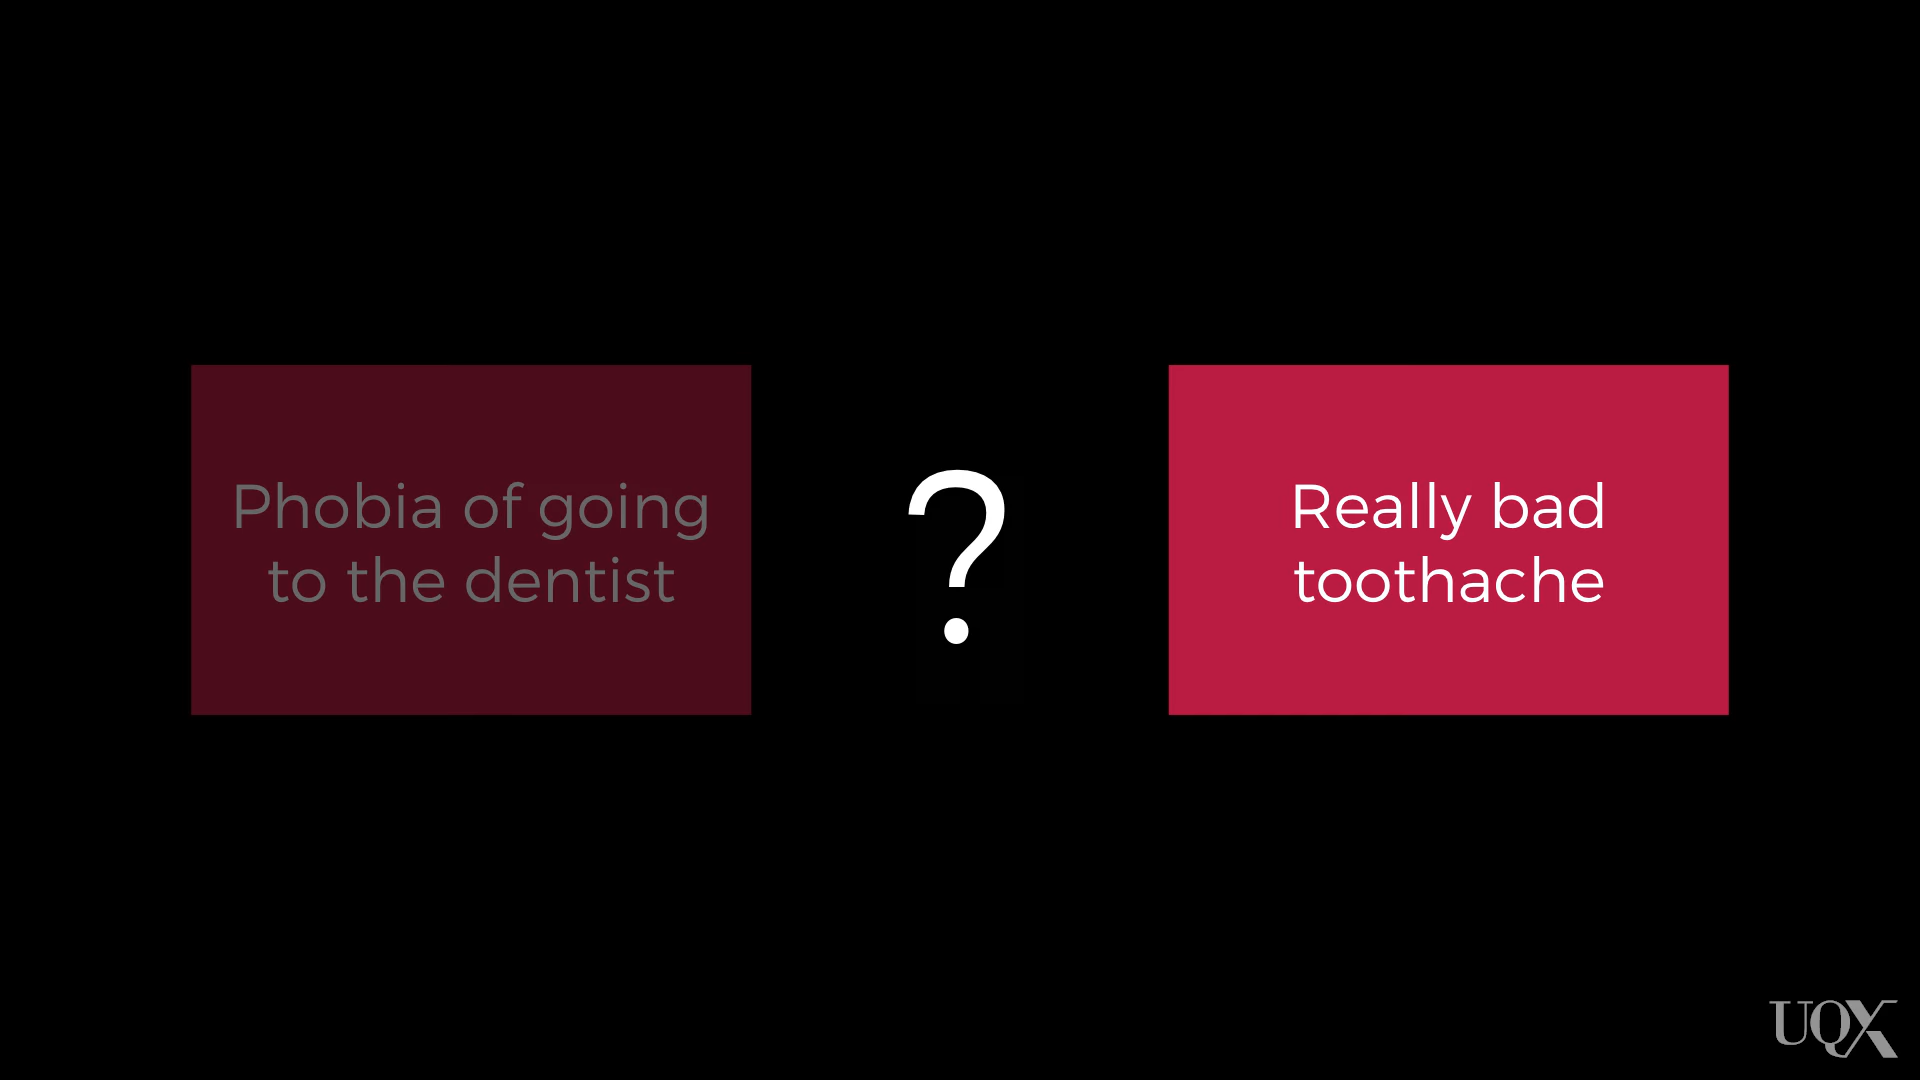 Phobia of going
to the dentist
?
Really bad
toothache
UQX